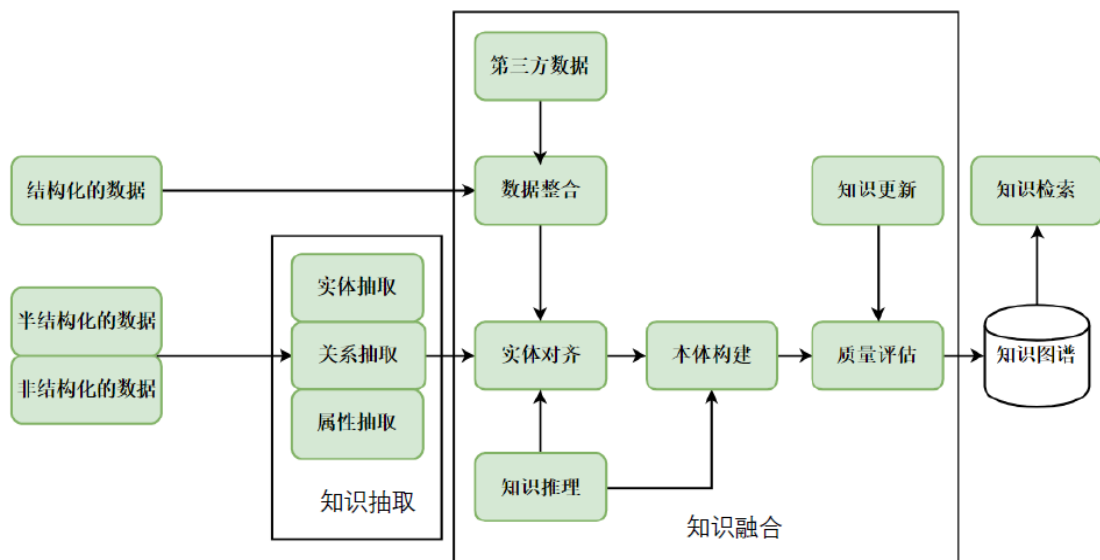 第三方数据
结构化的数据
数据整合
知识更新
知识检索
实体抽取
半结构化的数据
关系抽取
实体对齐
本体构建
质量评估
知识图谱
非结构化的数据
属性抽取
知识推理
知识抽取
知识融合